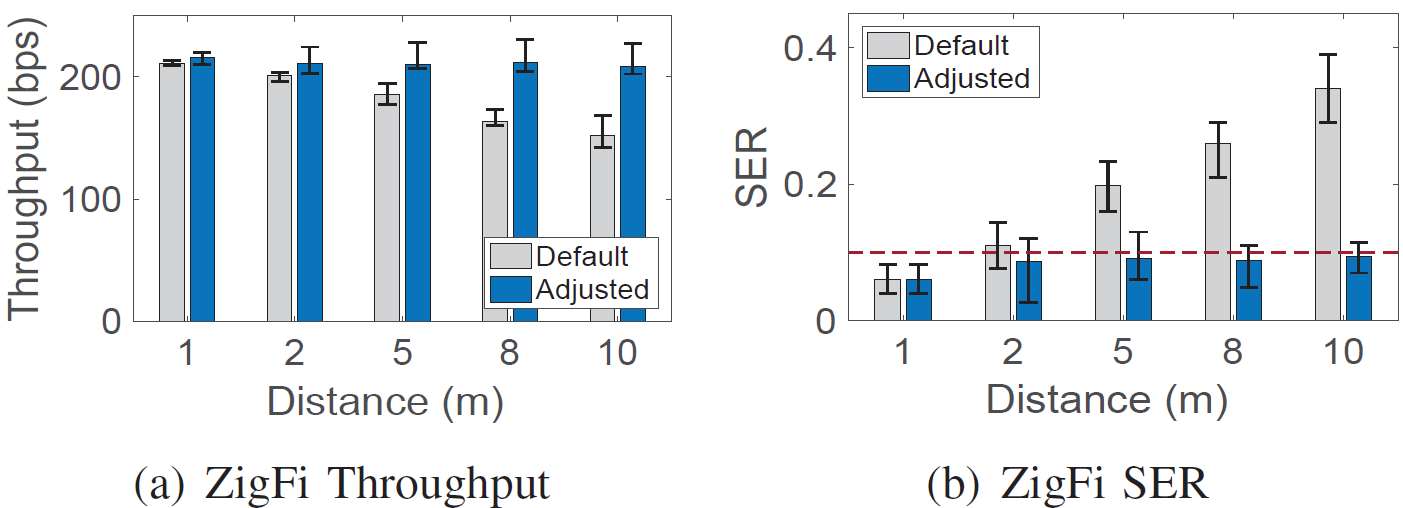 Throughput (bps)
200
100
0
Default
Adjusted
1 2 5 8 10
Distance (m)
(a) ZigFi Throughput
SER
0.4
0.2
0
Default
Adjusted
1 2 5 8 10
Distance (m)
(b) ZigFi SER